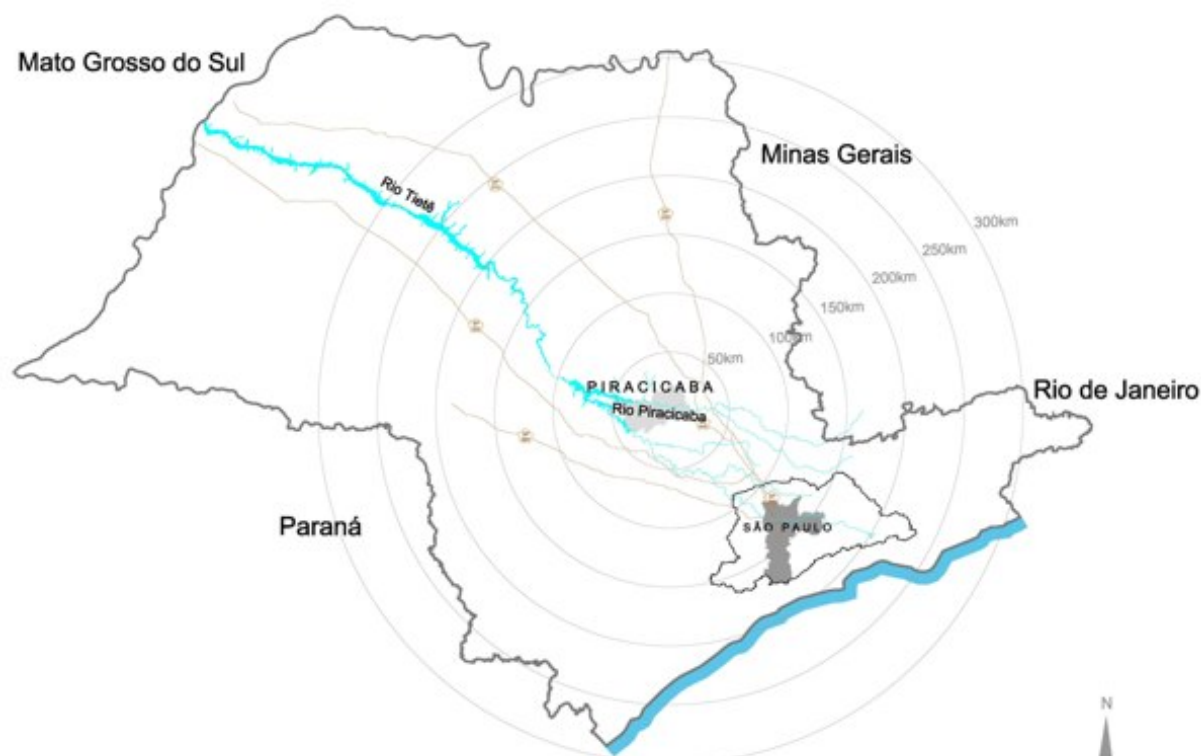 Mato Grosso do Sul
Minas Gerais
Rio Tietê
300km
250km
200km
150km
100km
50km
PIRACICABA
Rio Piracicaba
Rio de Janeiro
Paraná
SÃO PAULO
N